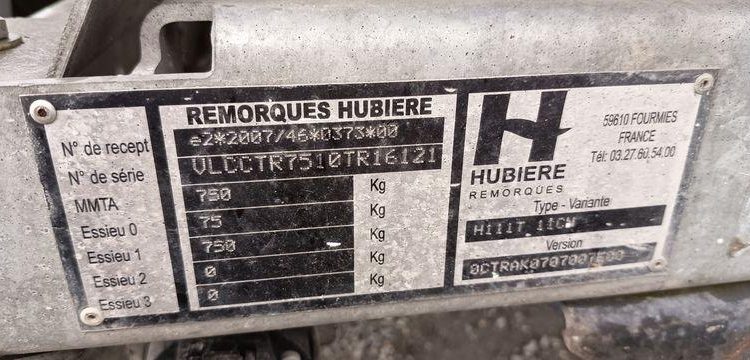 REMORQUES HUBIERE
N° de recept e2*2007/46*0373*00
N° de série VLCCTR7510TR16121
MMTA 750 Kg
Essieu 0 75 Kg
Essieu 1 750 Kg
Essieu 2 0 Kg
Essieu 3 0
H
HUBIERE
REMORQUES
59610 FOURMIES
FRANCE
Tél: 03.27.60.54.00
Type - Variante
H111T
Version